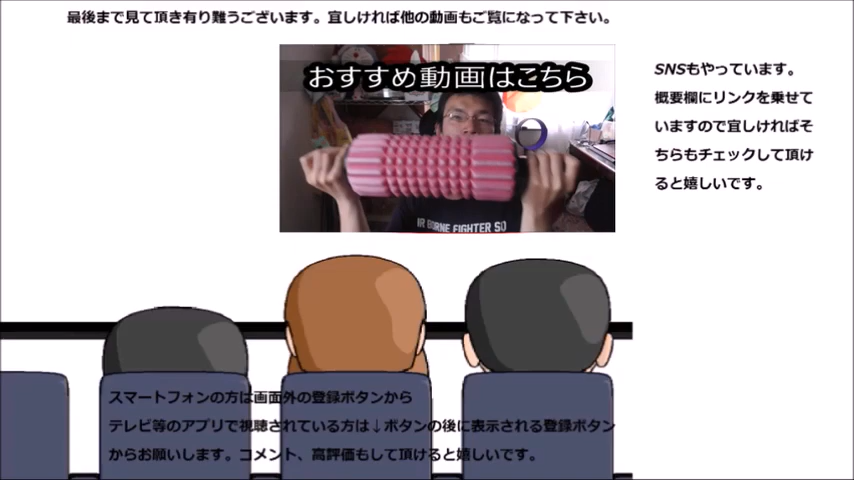 最後まで見て頂き有り難うございます。宜しければ他の動画もご覧になって下さい。
おすすめ動画はこちら
SNSもやっています。
概要欄にリンクを乗せて
いますので宜しければそ
ちらもチェックして頂け
ると嬉しいです。
IR BORNE FIGHTER SO
スマートフォンの方は画面外の登録ボタンから
テレビ等のアプリで視聴されている方は↓ボタンの後に表示される登録ボタン
からお願いします。コメント、高評価もして頂けると嬉しいです。